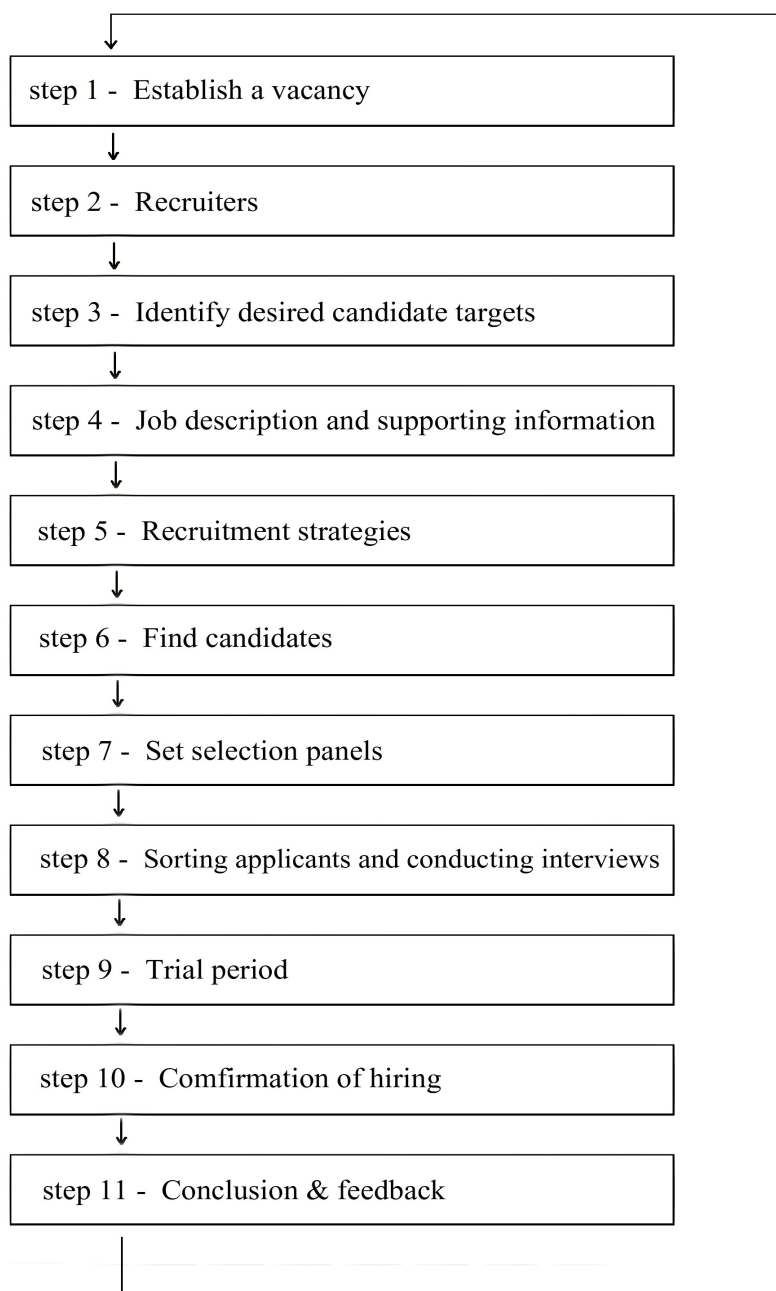 step 1 - Establish a vacancy
step 2 - Recruiters
step 3 - Identify desired candidate targets
step 4 - Job description and supporting information
step 5 - Recruitment strategies
step 6 - Find candidates
step 7 - Set selection panels
step 8 - Sorting applicants and conducting interviews
step 9 - Trial period
step 10 - Comfirmation of hiring
step 11 - Conclusion & feedback